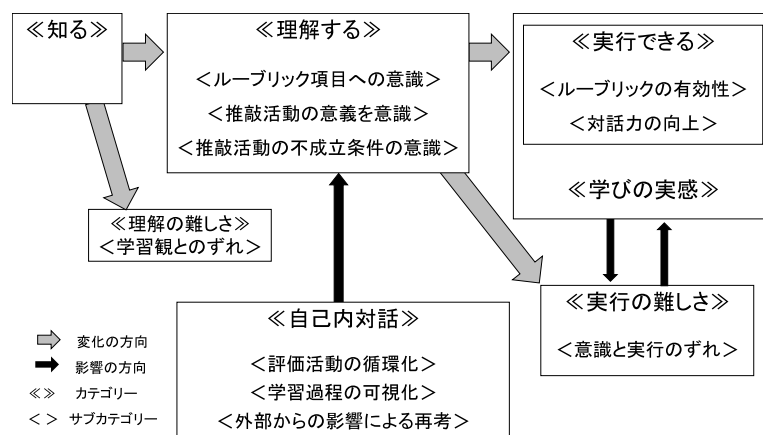 ≪知る≫
≪理解する≫
＜ルーブリック項目への意識＞
＜推敲活動の意義を意識＞
＜推敲活動の不成立条件の意識＞
≪実行できる≫
＜ルーブリックの有効性＞
＜対話力の向上＞
≪学びの実感≫
≪理解の難しさ≫
＜学習観とのずれ＞
≪自己内対話≫
＜評価活動の循環化＞
＜学習過程の可視化＞
＜外部からの影響による再考＞
≪実行の難しさ≫
＜意識と実行のずれ＞
変化の方向
影響の方向
≪≫ カテゴリー
＜＞ サブカテゴリー